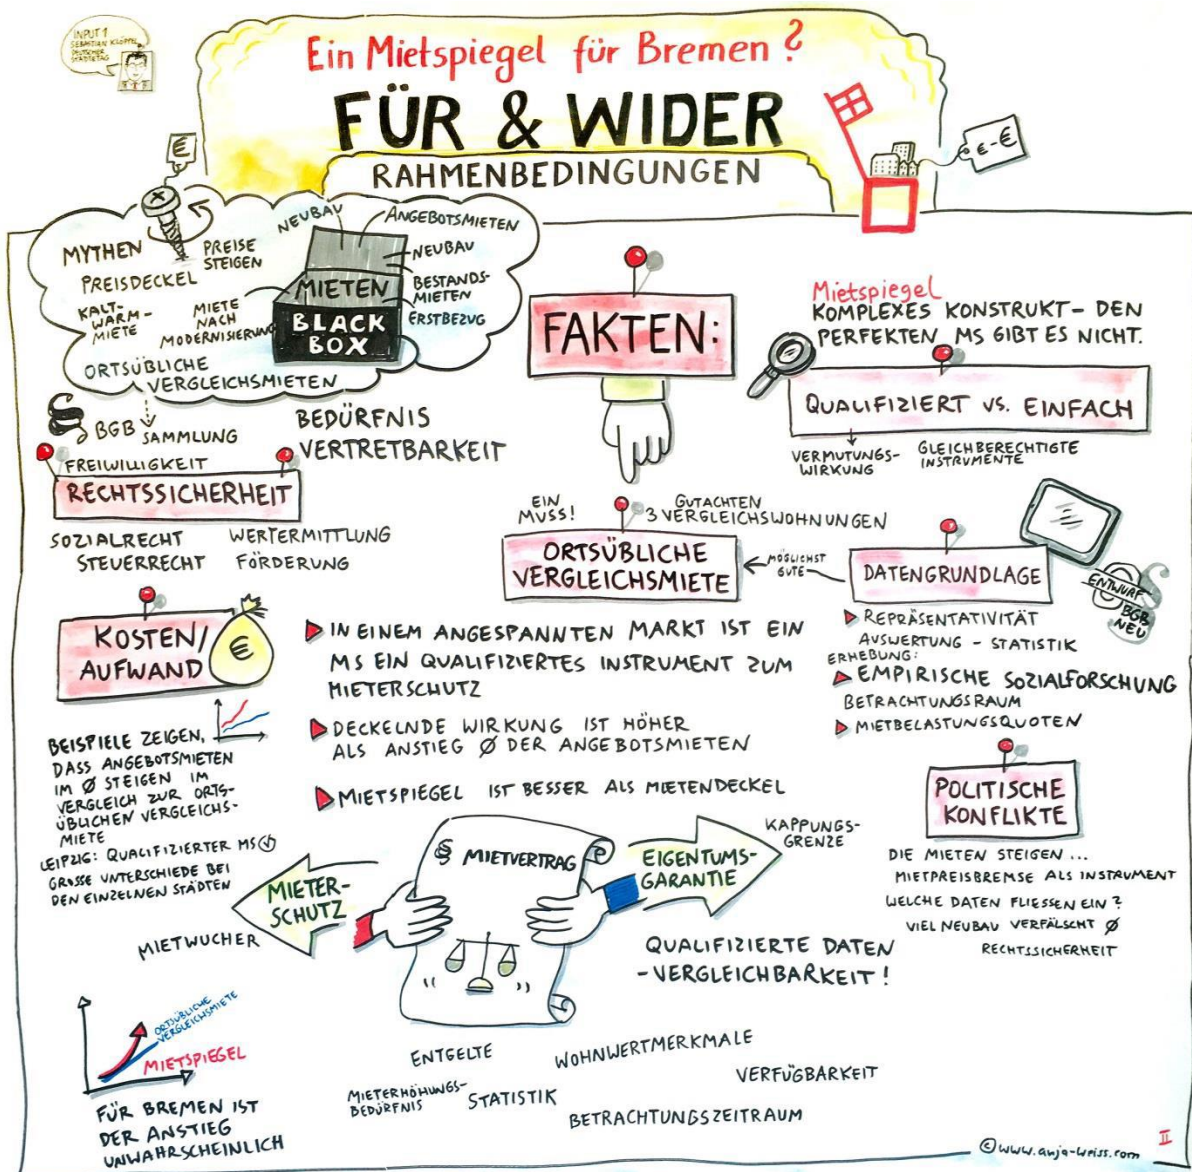 INPUT 1
SEBASTIAN KLÖPPEL
DEUTSCHER
STÄDTETAG
Ein Mietspiegel für Bremen?
FÜR & WIDER
RAHMENBEDINGUNGEN
€
€-€
MYTHEN
PREISE
STEIGEN
PREISDECKEL
KALT-
WARM-
MIETE
MIETE
NACH
MODERNISIERUNG
ORTSÜBLICHE
VERGLEICHSMIETEN
NEUBAU
ANGEBOTSMIETEN
NEUBAU
BESTANDS-
MIETEN
ERSTBEZUG
MIETEN
BLACK
BOX
§ BGB
SAMMLUNG
BEDÜRFNIS
VERTRETBARKEIT
FREIWILLIGKEIT
RECHTSSICHERHEIT
SOZIALRECHT
STEUERRECHT
WERTERMITTLUNG
FÖRDERUNG
FAKTEN:
Mietspiegel
KOMPLEXES KONSTRUKT - DEN
PERFEKTEN MS GIBT ES NICHT.
QUALIFIZIERT VS. EINFACH
VERMUTUNGS-
WIRKUNG
GLEICHBERECHTIGTE
INSTRUMENTE
EIN
MUSS!
GUTACHTEN
3 VERGLEICHSWOHNUNGEN
ORTSÜBLICHE
VERGLEICHSMIETE
MÖGLICHST
GUTE
DATENGRUNDLAGE
§
ENTWURF
BGB
NEU
REPRÄSENTATIVITÄT
AUSWERTUNG - STATISTIK
ERHEBUNG:
EMPIRISCHE SOZIALFORSCHUNG
BETRACHTUNGSRAUM
MIETBELASTUNGSQUOTEN
KOSTEN/
AUFWAND
€
IN EINEM ANGESPANNTEN MARKT IST EIN
MS EIN QUALIFIZIERTES INSTRUMENT ZUM
MIETERSCHUTZ
DECKELNDE WIRKUNG IST HÖHER
ALS ANSTIEG Ø DER ANGEBOTSMIETEN
MIETSPIEGEL IST BESSER ALS MIETENDECKEL
BEISPIELE ZEIGEN,
DASS ANGEBOTSMIETEN
IM Ø STEIGEN IM
VERGLEICH ZUR ORTS-
ÜBLICHEN VERGLEICHS-
MIETE
LEIPZIG: QUALIFIZIERTER MS
GROSSE UNTERSCHIEDE BEI
DEN EINZELNEN STÄDTEN
POLITISCHE
KONFLIKTE
DIE MIETEN STEIGEN...
MIETPREISBREMSE ALS INSTRUMENT
WELCHE DATEN FLIESSEN EIN?
VIEL NEUBAU VERFÄLSCHT Ø
RECHTSSICHERHEIT
MIETER-
SCHUTZ
MIETWUCHER
§ MIETVERTRAG
EIGENTUMS-
GARANTIE
KAPPUNGS-
GRENZE
QUALIFIZIERTE DATEN
-VERGLEICHBARKEIT!
ORTSÜBLICHE
VERGLEICHSMIETE
MIETSPIEGEL
FÜR BREMEN IST
DER ANSTIEG
UNWAHRSCHEINLICH
ENTGELTE
WOHNWERTMERKMALE
VERFÜGBARKEIT
MIETERHÖHUNGS-
BEDÜRFNIS
STATISTIK
BETRACHTUNGSZEITRAUM
©www.anja-weiss.com
II